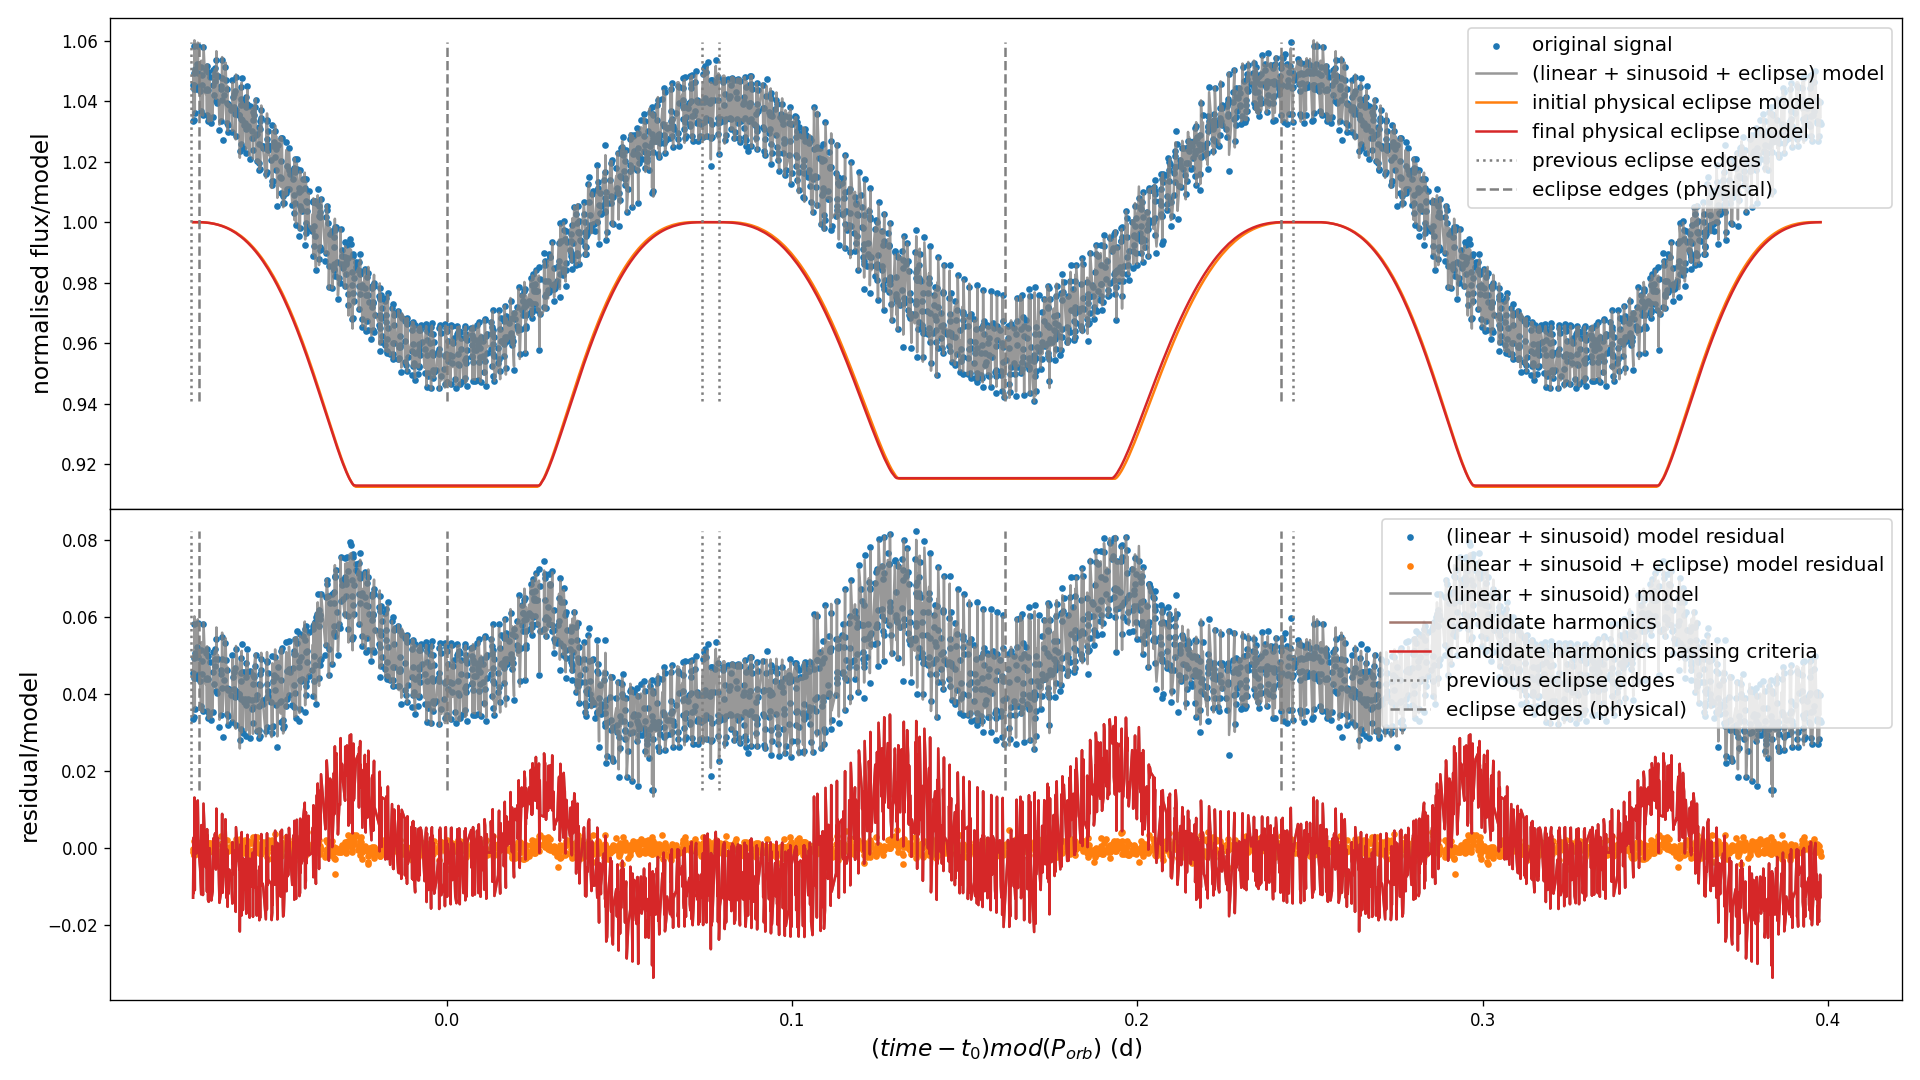 normalised flux/model
1.06
1.04
1.02
1.00
0.98
0.96
0.94
0.92
original signal
(linear + sinusoid + eclipse) model
initial physical eclipse model
final physical eclipse model
previous eclipse edges
eclipse edges (physical)
residual/model
0.08
0.06
0.04
0.02
0.00
−0.02
(linear + sinusoid) model residual
(linear + sinusoid + eclipse) model residual
(linear + sinusoid) model
candidate harmonics
candidate harmonics passing criteria
previous eclipse edges
eclipse edges (physical)
0.0 0.1 0.2 0.3 0.4
(time − t₀)mod(P_orb) (d)